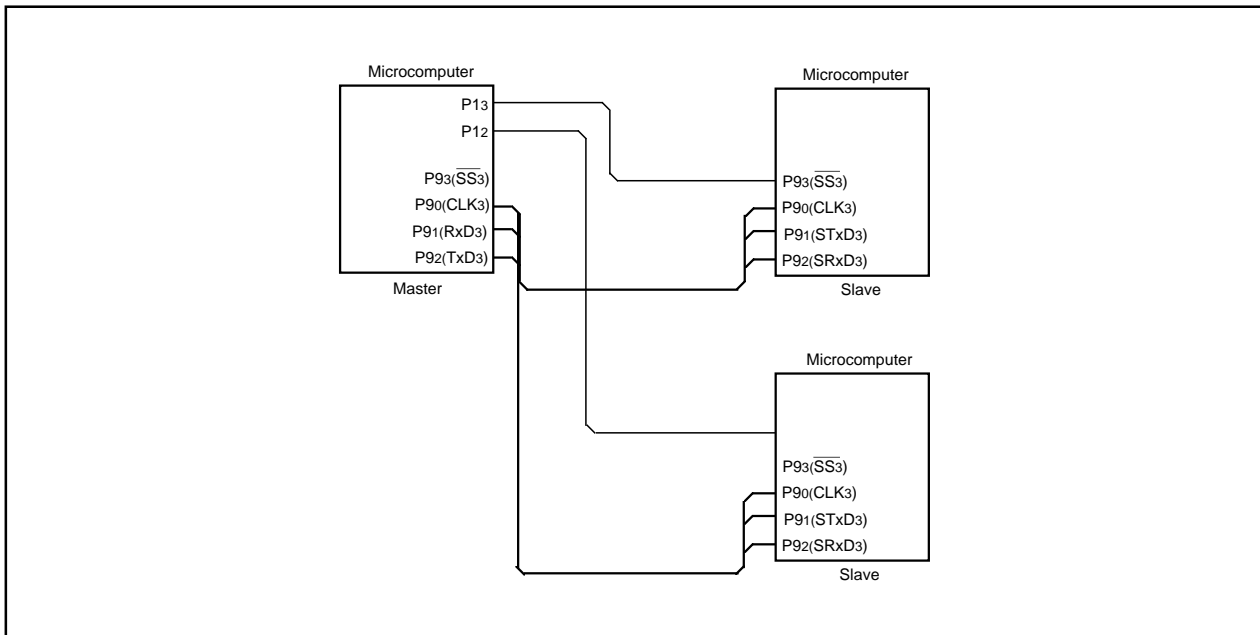 Microcomputer
P13
P12
P93(SS3)
P90(CLK3)
P91(RxD3)
P92(TxD3)
Master
Microcomputer
P93(SS3)
P90(CLK3)
P91(STxD3)
P92(SRxD3)
Slave
Microcomputer
P93(SS3)
P90(CLK3)
P91(STxD3)
P92(SRxD3)
Slave